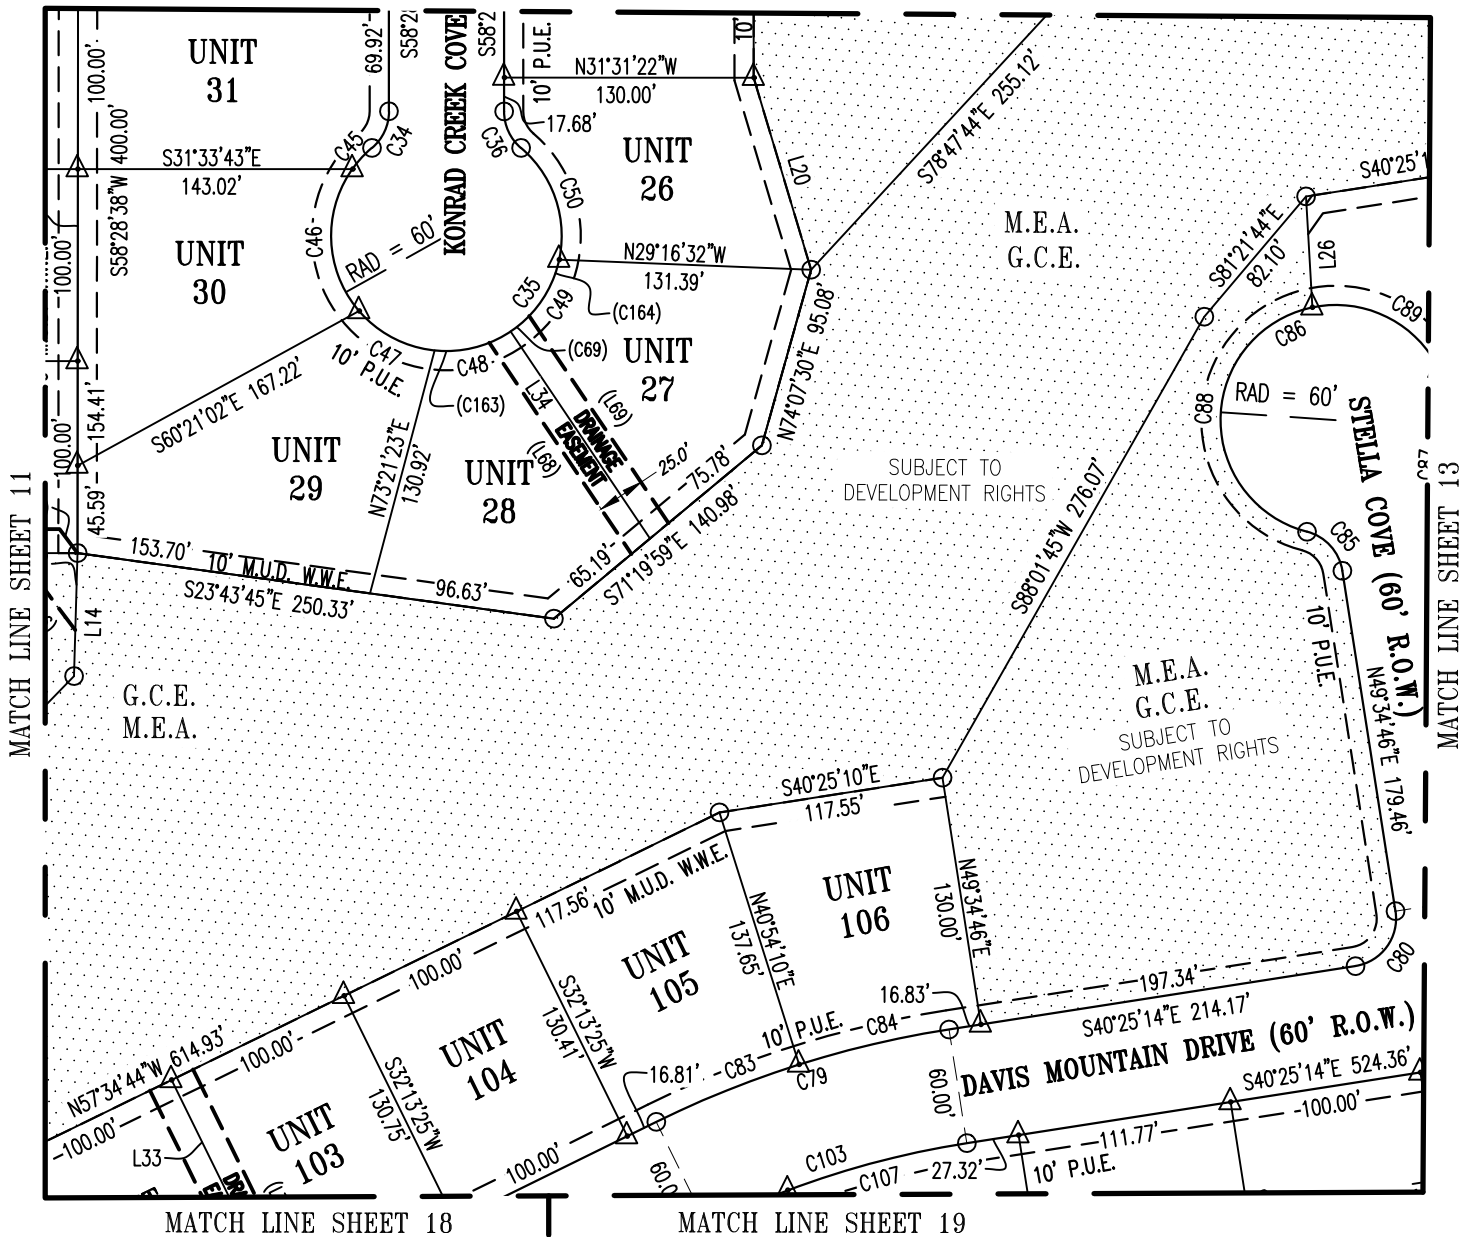 UNIT
31
69.92'
S58°2
S58°2
10' P.U.E.
10'
100.00'
N31°31'22"W
130.00'
17.68'
KONRAD CREEK COVE
C45
C34
C36
C50
S31°33'43"E
143.02'
UNIT
26
L20
S78°47'44"E 255.12'
S40°25'1
S58°28'38"W 400.00'
100.00'
C46
RAD = 60'
UNIT
30
N29°16'32"W
131.39'
C35
C49
(C164)
(C69)
M.E.A.
G.C.E.
S81°21'44"E
82.10'
L26
C86
C89
C88
RAD = 60'
C87
N74°07'30"E 95.08'
UNIT
27
C47
10' P.U.E.
C48
(C163)
L34
DRAINAGE
EASEMENT
(L69)
(L68)
25.0'
75.78'
S60°21'02"E 167.22'
154.41'
100.00'
45.59'
UNIT
29
N73°21'23"E
130.92'
UNIT
28
SUBJECT TO
DEVELOPMENT RIGHTS
S88°01'45"W 276.07'
STELLA COVE (60' R.O.W.)
C85
153.70'
10' M.U.D. W.W.E.
96.63'
S23°43'45"E 250.33'
65.19'
S71°19'59"E 140.98'
L14
10' P.U.E.
N49°34'46"E 179.46'
MATCH LINE SHEET 11
MATCH LINE SHEET 13
G.C.E.
M.E.A.
M.E.A.
G.C.E.
SUBJECT TO
DEVELOPMENT RIGHTS
S40°25'10"E
117.55'
117.56'
10' M.U.D. W.W.E.
UNIT
106
N49°34'46"E
130.00'
N40°54'10"E
137.65'
UNIT
105
100.00'
S32°13'25"W
130.41'
C80
197.34'
16.83'
S40°25'14"E 214.17'
C84
10' P.U.E.
C83
C79
UNIT
104
N57°34'44"W 614.93'
100.00'
S32°13'25"W
130.75'
16.81'
60.00'
DAVIS MOUNTAIN DRIVE (60' R.O.W.)
S40°25'14"E 524.36'
100.00'
111.77'
10' P.U.E.
27.32'
C103
C107
100.00'
L33
UNIT
103
100.00'
60.0
MATCH LINE SHEET 18
MATCH LINE SHEET 19